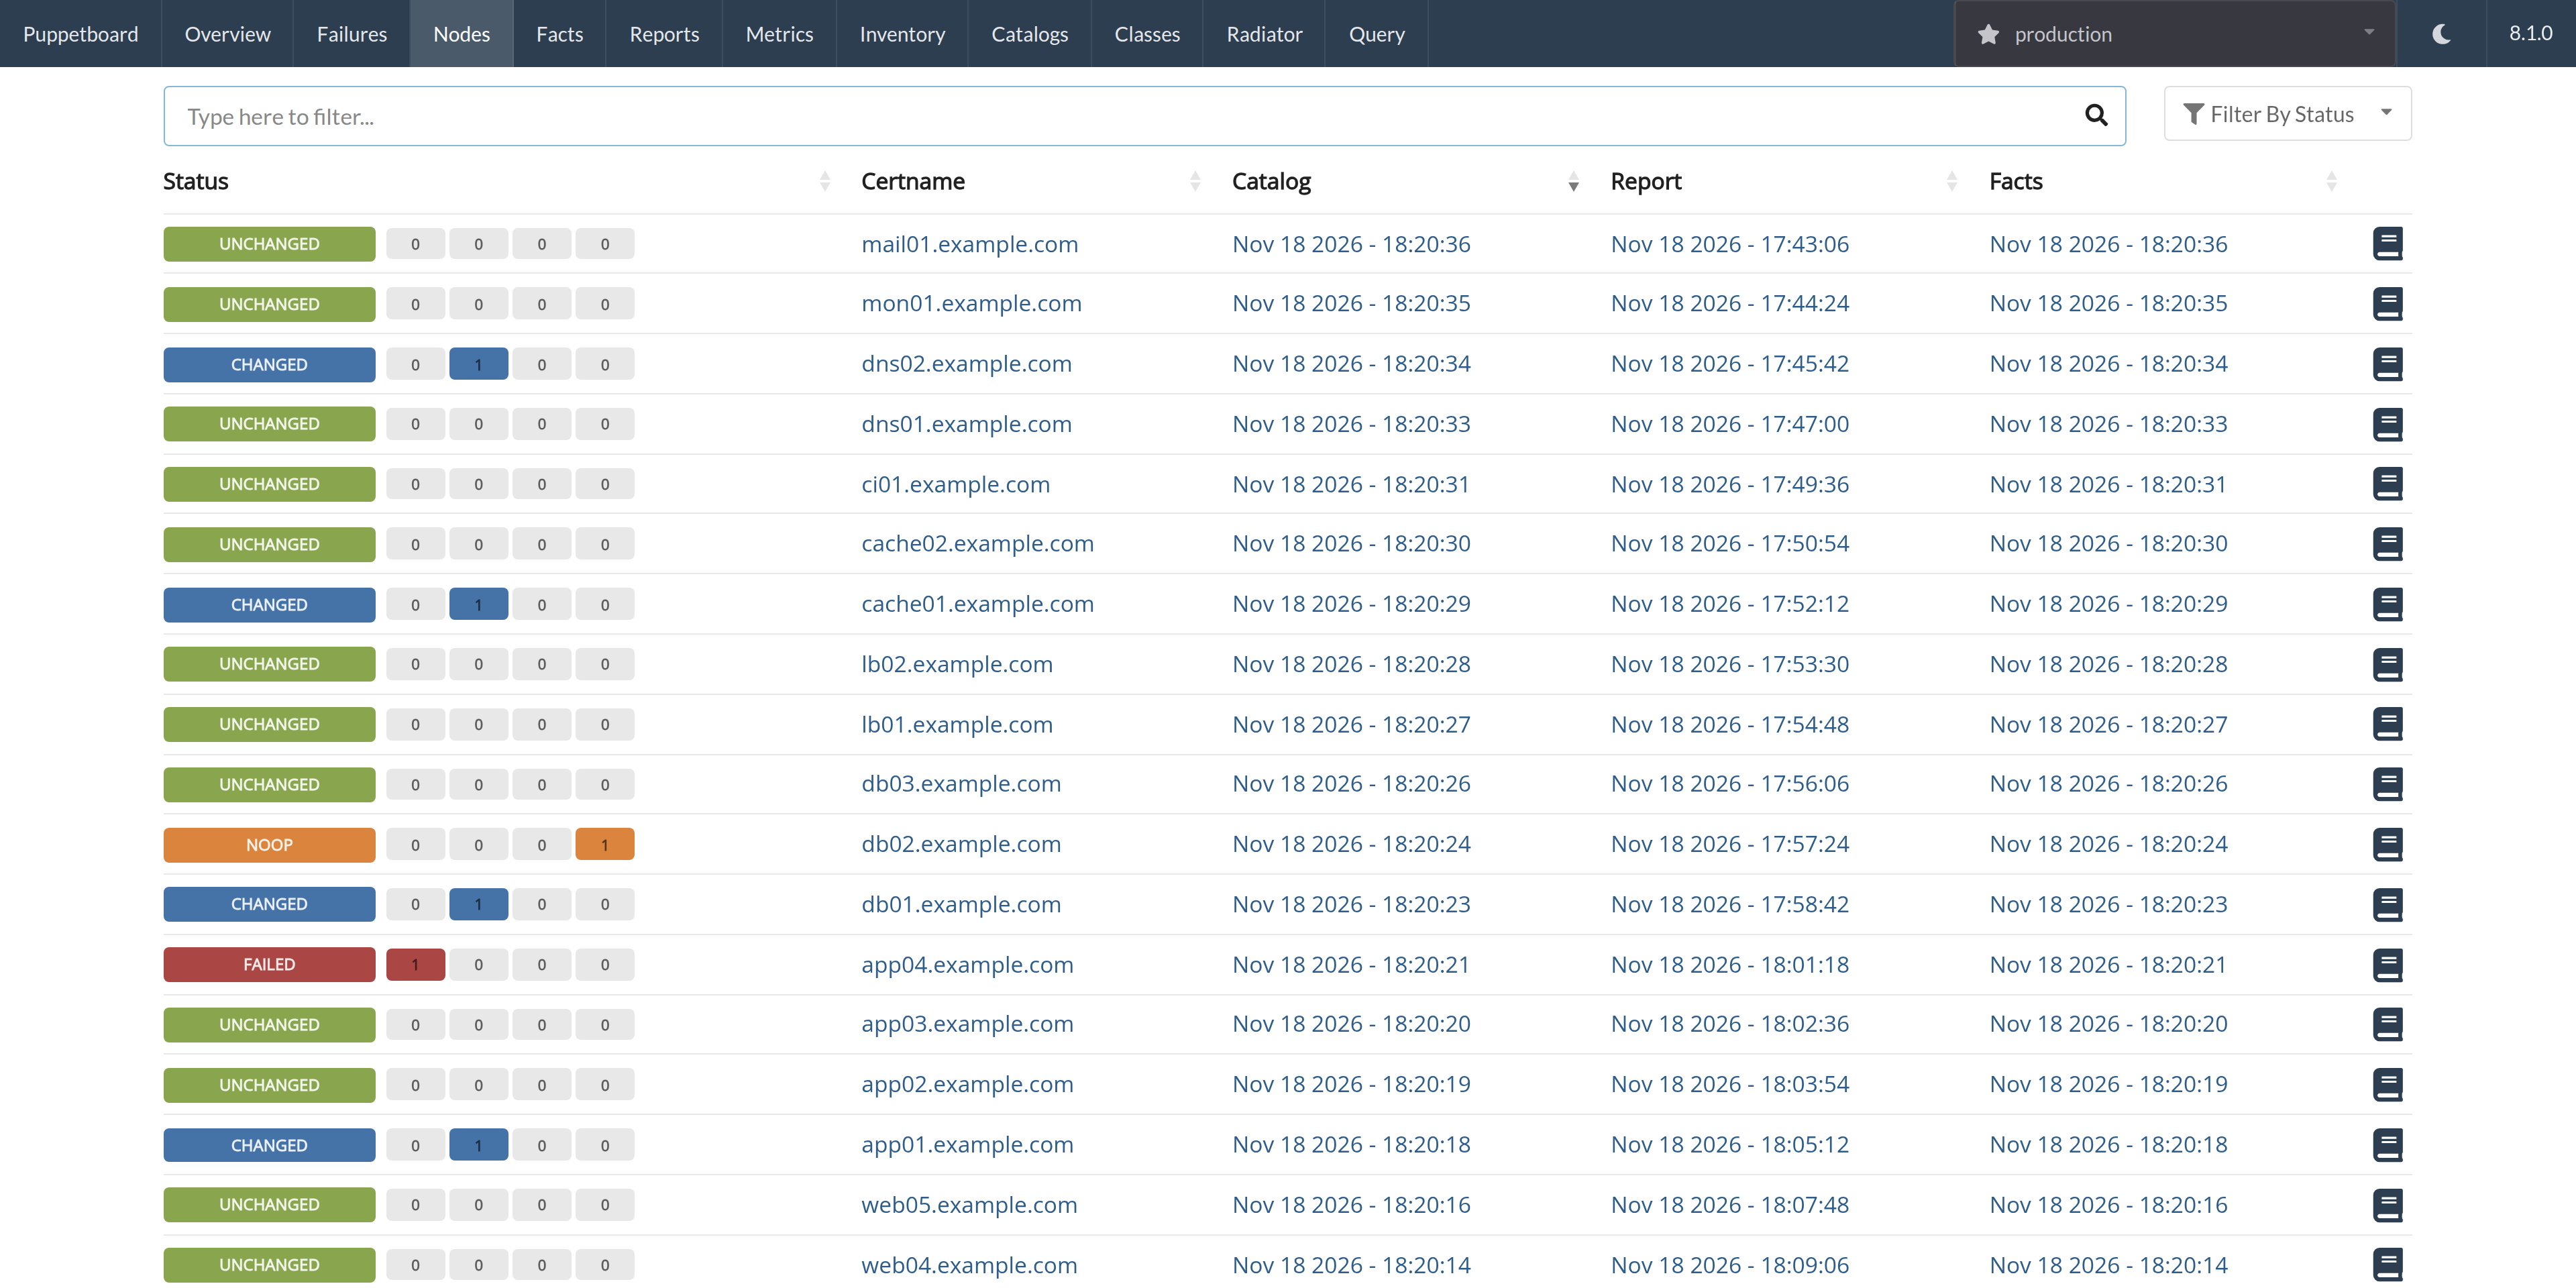 Puppetboard Overview Failures Nodes Facts Reports Metrics Inventory Catalogs Classes Radiator Query production 8.1.0
Type here to filter... Filter By Status
Status Certname Catalog Report Facts
UNCHANGED 0 0 0 0 mail01.example.com Nov 18 2026 - 18:20:36 Nov 18 2026 - 17:43:06 Nov 18 2026 - 18:20:36
UNCHANGED 0 0 0 0 mon01.example.com Nov 18 2026 - 18:20:35 Nov 18 2026 - 17:44:24 Nov 18 2026 - 18:20:35
CHANGED 0 1 0 0 dns02.example.com Nov 18 2026 - 18:20:34 Nov 18 2026 - 17:45:42 Nov 18 2026 - 18:20:34
UNCHANGED 0 0 0 0 dns01.example.com Nov 18 2026 - 18:20:33 Nov 18 2026 - 17:47:00 Nov 18 2026 - 18:20:33
UNCHANGED 0 0 0 0 ci01.example.com Nov 18 2026 - 18:20:31 Nov 18 2026 - 17:49:36 Nov 18 2026 - 18:20:31
UNCHANGED 0 0 0 0 cache02.example.com Nov 18 2026 - 18:20:30 Nov 18 2026 - 17:50:54 Nov 18 2026 - 18:20:30
CHANGED 0 1 0 0 cache01.example.com Nov 18 2026 - 18:20:29 Nov 18 2026 - 17:52:12 Nov 18 2026 - 18:20:29
UNCHANGED 0 0 0 0 lb02.example.com Nov 18 2026 - 18:20:28 Nov 18 2026 - 17:53:30 Nov 18 2026 - 18:20:28
UNCHANGED 0 0 0 0 lb01.example.com Nov 18 2026 - 18:20:27 Nov 18 2026 - 17:54:48 Nov 18 2026 - 18:20:27
UNCHANGED 0 0 0 0 db03.example.com Nov 18 2026 - 18:20:26 Nov 18 2026 - 17:56:06 Nov 18 2026 - 18:20:26
NOOP 0 0 0 1 db02.example.com Nov 18 2026 - 18:20:24 Nov 18 2026 - 17:57:24 Nov 18 2026 - 18:20:24
CHANGED 0 1 0 0 db01.example.com Nov 18 2026 - 18:20:23 Nov 18 2026 - 17:58:42 Nov 18 2026 - 18:20:23
FAILED 1 0 0 0 app04.example.com Nov 18 2026 - 18:20:21 Nov 18 2026 - 18:01:18 Nov 18 2026 - 18:20:21
UNCHANGED 0 0 0 0 app03.example.com Nov 18 2026 - 18:20:20 Nov 18 2026 - 18:02:36 Nov 18 2026 - 18:20:20
UNCHANGED 0 0 0 0 app02.example.com Nov 18 2026 - 18:20:19 Nov 18 2026 - 18:03:54 Nov 18 2026 - 18:20:19
CHANGED 0 1 0 0 app01.example.com Nov 18 2026 - 18:20:18 Nov 18 2026 - 18:05:12 Nov 18 2026 - 18:20:18
UNCHANGED 0 0 0 0 web05.example.com Nov 18 2026 - 18:20:16 Nov 18 2026 - 18:07:48 Nov 18 2026 - 18:20:16
UNCHANGED 0 0 0 0 web04.example.com Nov 18 2026 - 18:20:14 Nov 18 2026 - 18:09:06 Nov 18 2026 - 18:20:14